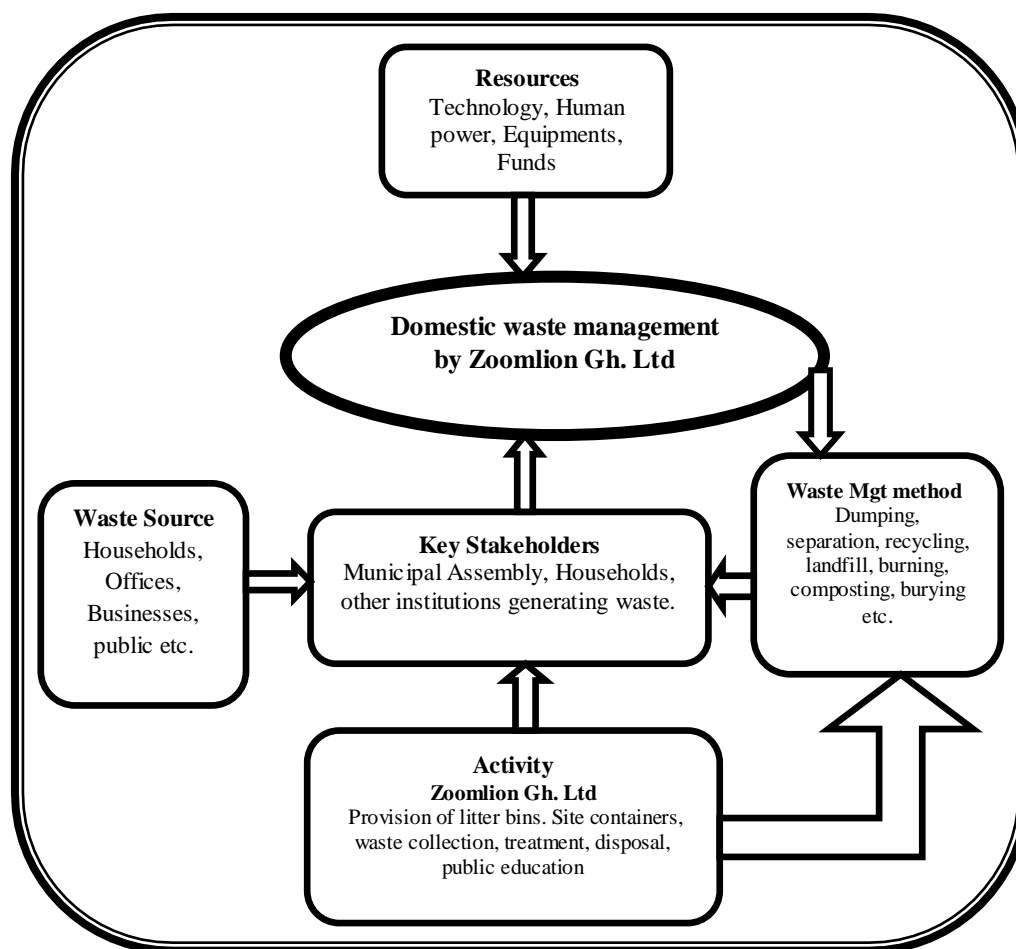 Resources
Technology, Human
power, Equipments,
Funds
Domestic waste management
by Zoomlion Gh. Ltd
Waste Source
Households,
Offices,
Businesses,
public etc.
Key Stakeholders
Municipal Assembly, Households,
other institutions generating waste.
Waste Mgt method
Dumping,
separation, recycling,
landfill, burning,
composting, burying
etc.
Activity
Zoomlion Gh. Ltd
Provision of litter bins. Site containers,
waste collection, treatment, disposal,
public education